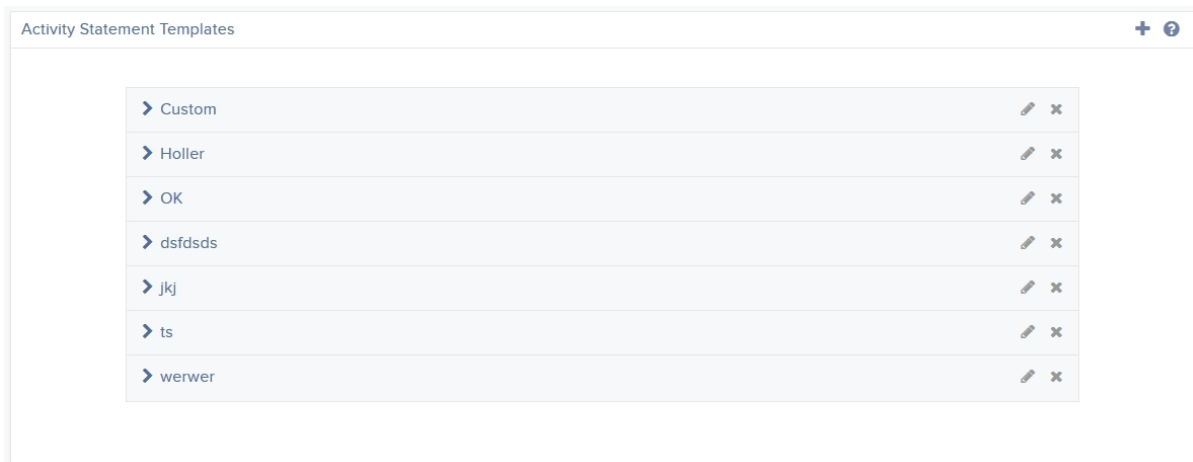 Activity Statement Templates
Custom
Holler
OK
dsfdsds
jkj
ts
werwer